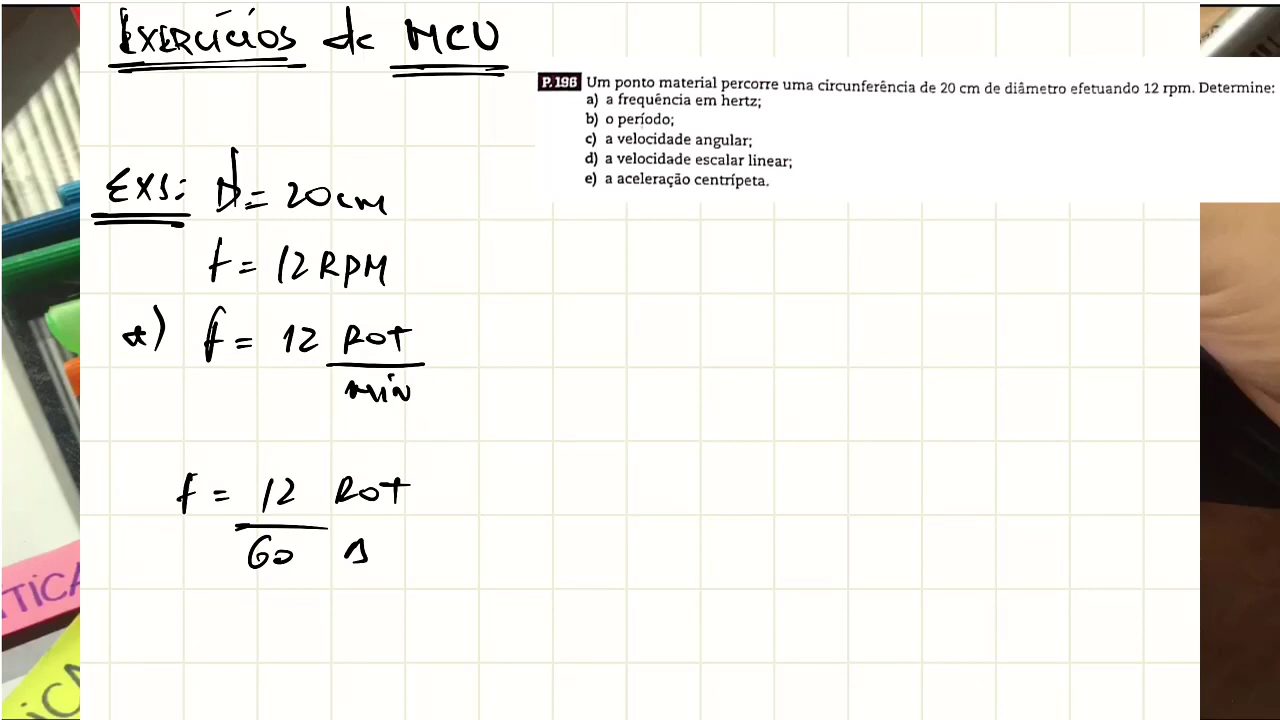 EXERCÍCIOS de MCU
P.196 Um ponto material percorre uma circunferência de 20 cm de diâmetro efetuando 12 rpm. Determine:
a) a frequência em hertz;
b) o período;
c) a velocidade angular;
d) a velocidade escalar linear;
e) a aceleração centrípeta.
EXS: D = 20cm
f = 12 RPM
a) f = 12 ROT
min
f = 12 ROT
60 s